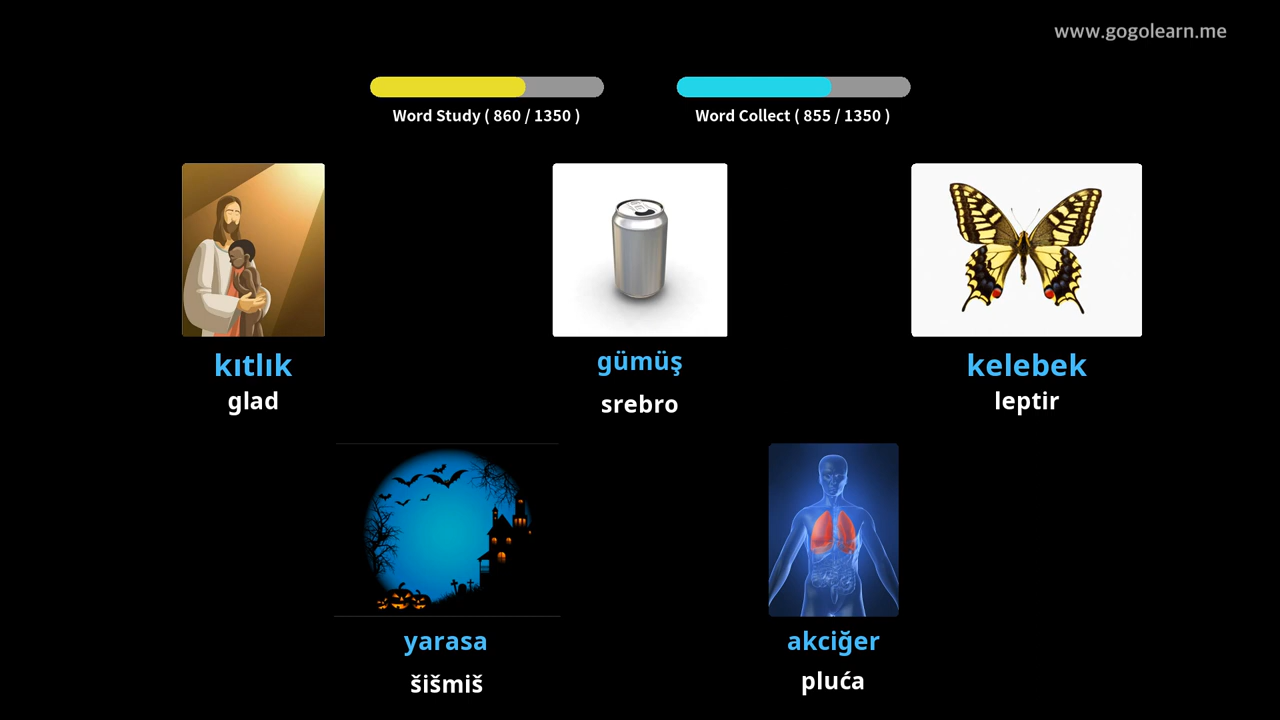 www.gogolearn.me
Word Study ( 860 / 1350 )
Word Collect ( 855 / 1350 )
kıtlık
glad
gümüş
srebro
kelebek
leptir
yarasa
šišmiš
akciğer
pluća